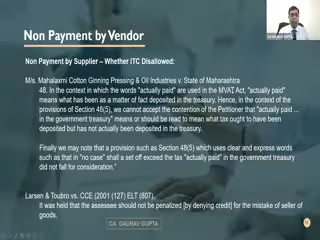 Non Payment by Vendor
CA GAURAV GUPTA
Non Payment by Supplier – Whether ITC Disallowed:
M/s. Mahalaxmi Cotton Ginning Pressing & Oil Industries v. State of Maharashtra
48. In the context in which the words "actually paid" are used in the MVAT Act, "actually paid"
means what has been as a matter of fact deposited in the treasury. Hence, in the context of the
provisions of Section 48(5), we cannot accept the contention of the Petitioner that "actually paid ...
in the government treasury" means or should be read to mean what tax ought to have been
deposited but has not actually been deposited in the treasury.
Finally we may note that a provision such as Section 48(5) which uses clear and express words
such as that in "no case" shall a set off exceed the tax "actually paid" in the government treasury
did not fall for consideration."
Larsen & Toubro vs. CCE (2001 (127) ELT (807),
It was held that the assessee should not be penalized [by denying credit] for the mistake of seller of
goods.
CA. GAURAV GUPTA